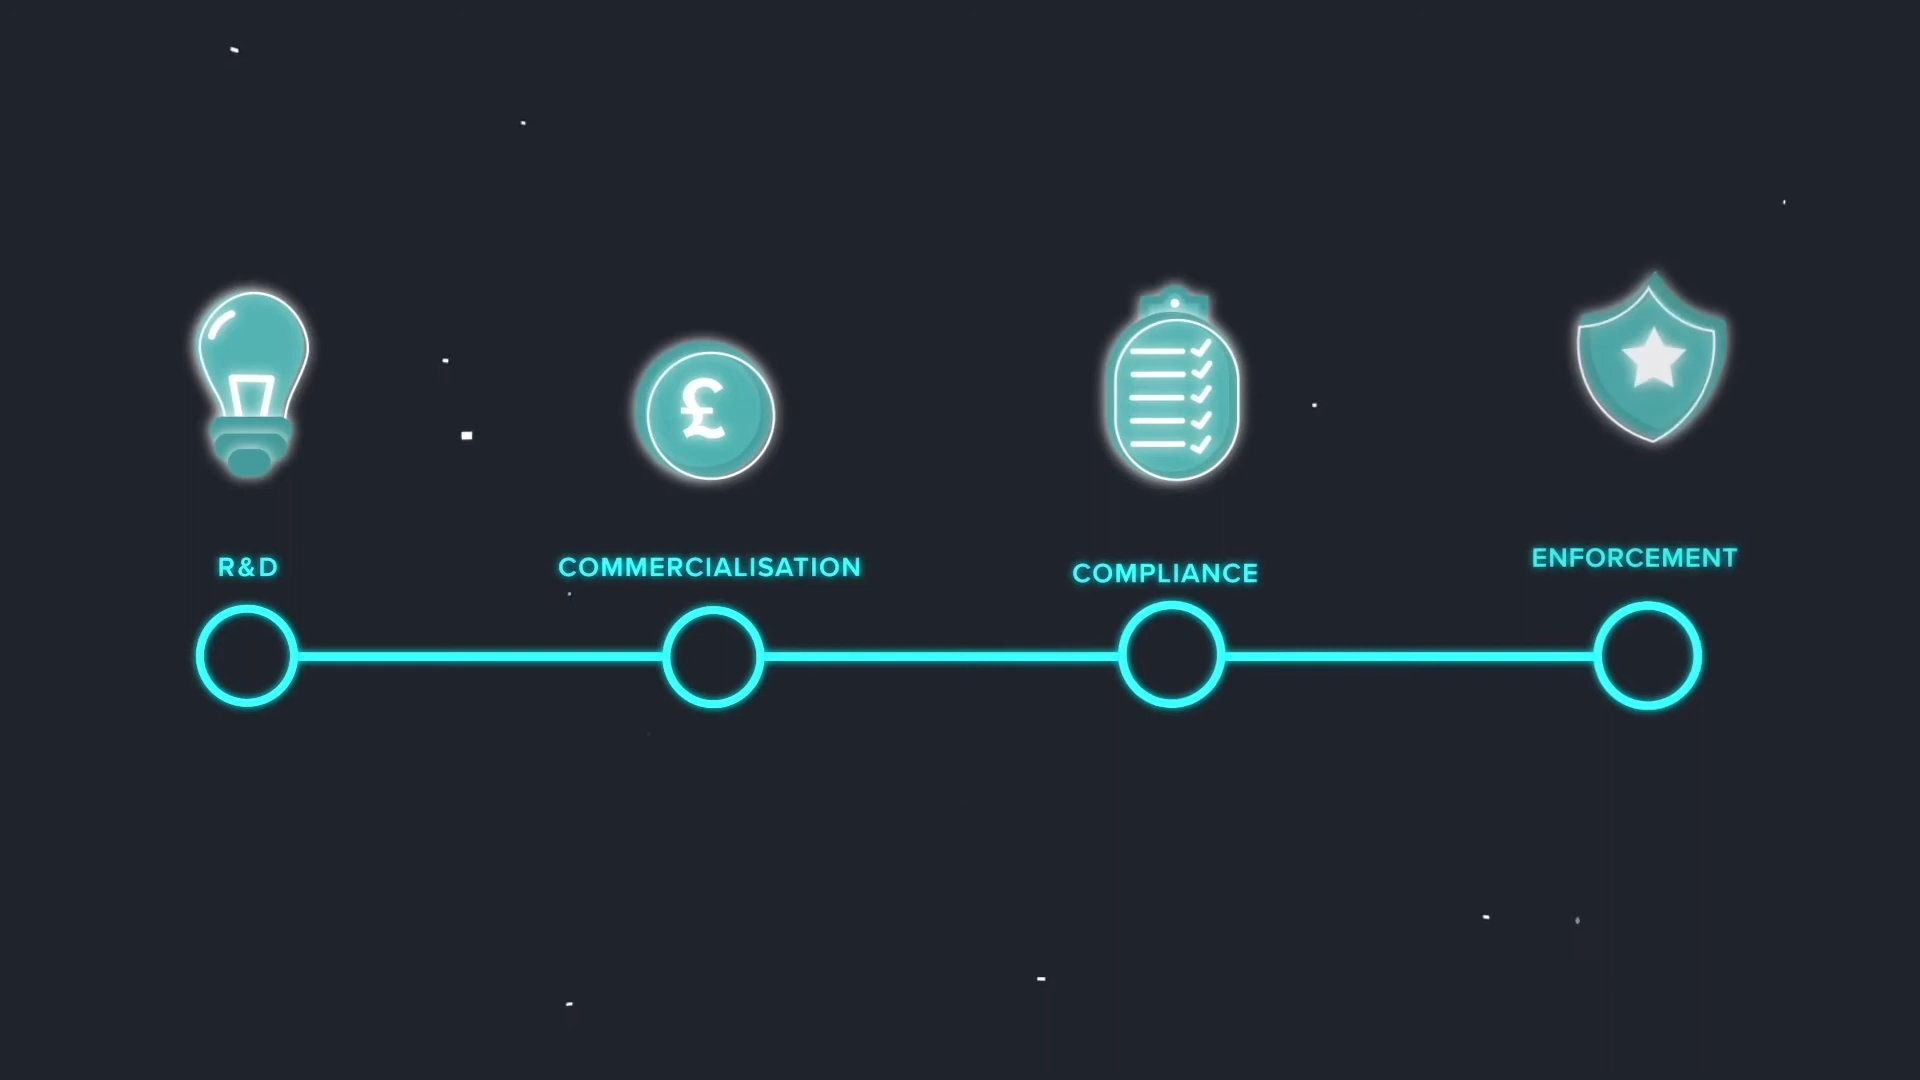 £
R&D
COMMERCIALISATION
COMPLIANCE
ENFORCEMENT